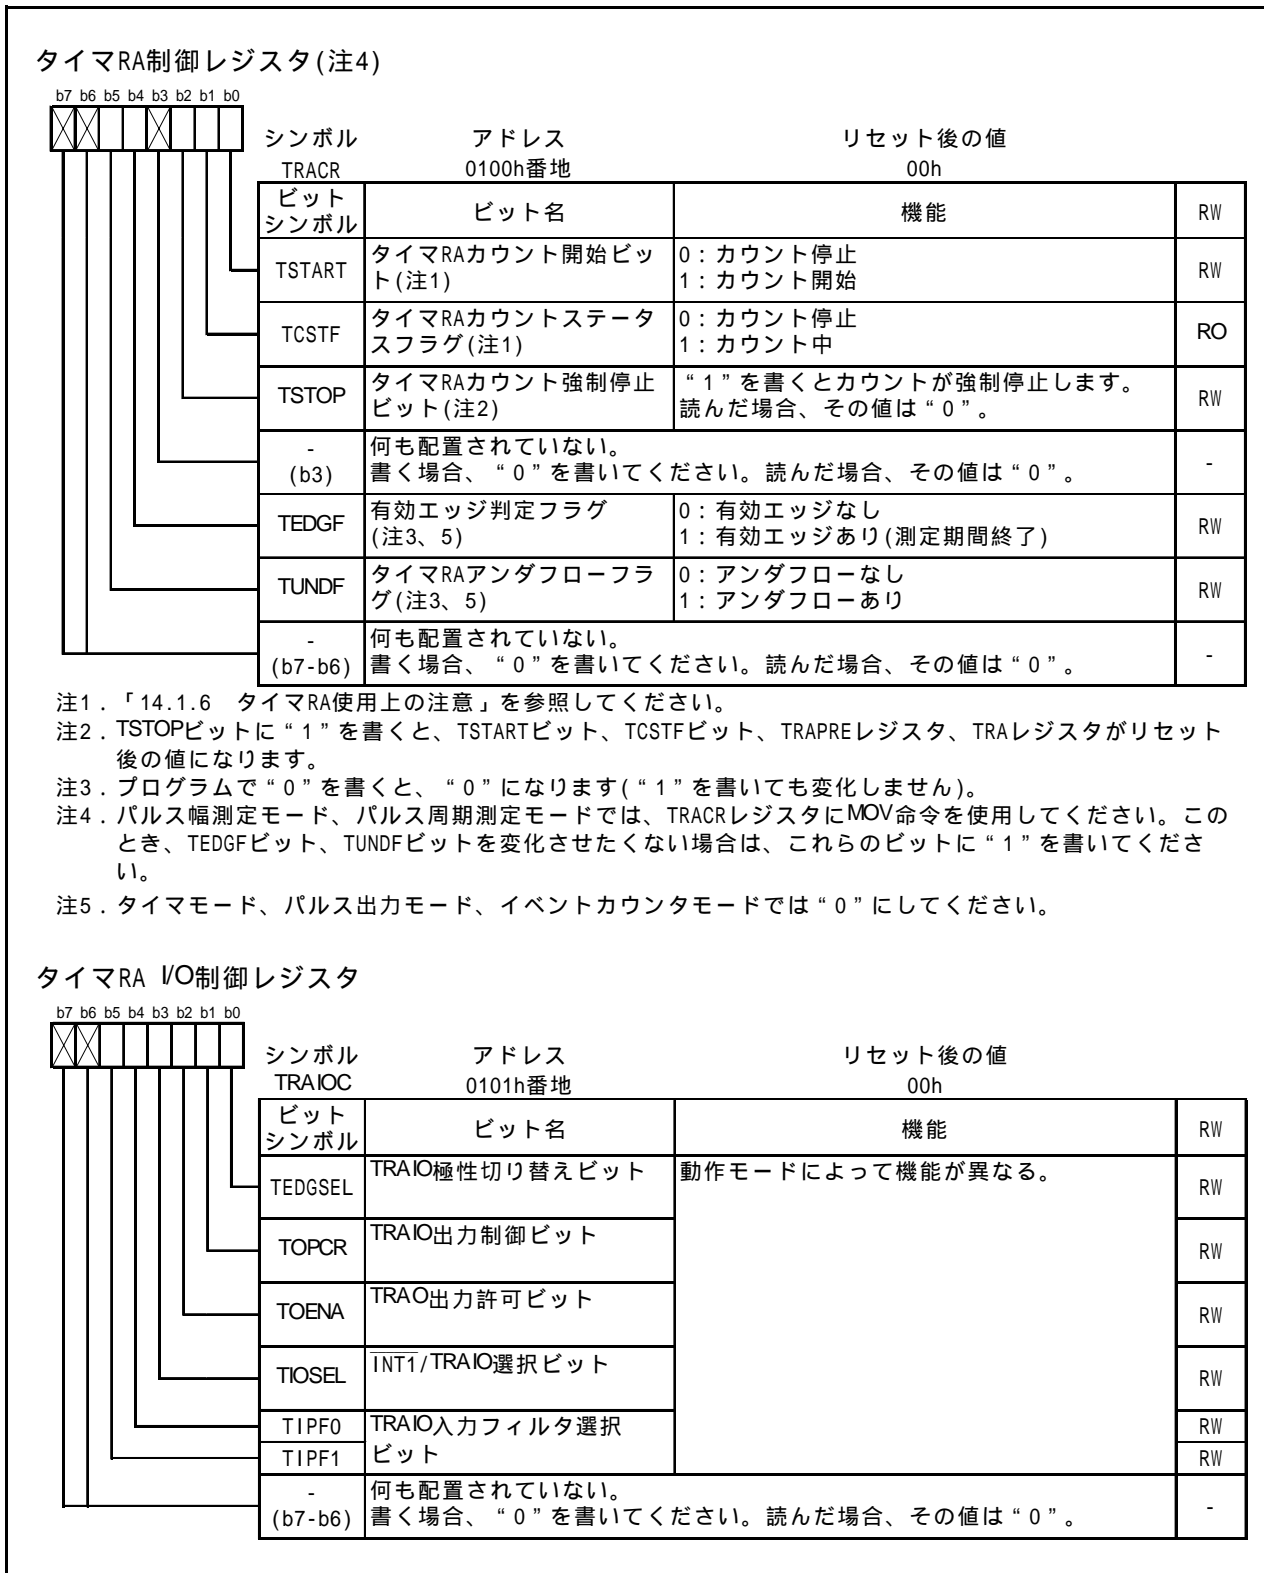 タイマRA制御レジスタ(注4)
b7 b6 b5 b4 b3 b2 b1 b0
シンボル アドレス リセット後の値
TRACR 0100h番地 00h
ビット
シンボル ビット名 機能 RW
TSTART タイマRAカウント開始ビッ
ト(注1) 0：カウント停止
1：カウント開始 RW
TCSTF タイマRAカウントステータ
スフラグ(注1) 0：カウント停止
1：カウント中 RO
TSTOP タイマRAカウント強制停止
ビット(注2) “1”を書くとカウントが強制停止します。
読んだ場合、その値は“0”。 RW
-
(b3) 何も配置されていない。
書く場合、“0”を書いてください。読んだ場合、その値は“0”。 -
TEDGF 有効エッジ判定フラグ
(注3、5) 0：有効エッジなし
1：有効エッジあり(測定期間終了) RW
TUNDF タイマRAアンダフローフラ
グ(注3、5) 0：アンダフローなし
1：アンダフローあり RW
-
(b7-b6) 何も配置されていない。
書く場合、“0”を書いてください。読んだ場合、その値は“0”。 -
注1．「14.1.6　タイマRA使用上の注意」を参照してください。
注2．TSTOPビットに“1”を書くと、TSTARTビット、TCSTFビット、TRAPREレジスタ、TRAレジスタがリセット
後の値になります。
注3．プログラムで“0”を書くと、“0”になります(“1”を書いても変化しません)。
注4．パルス幅測定モード、パルス周期測定モードでは、TRACRレジスタにMOV命令を使用してください。この
とき、TEDGFビット、TUNDFビットを変化させたくない場合は、これらのビットに“1”を書いてくださ
い。
注5．タイマモード、パルス出力モード、イベントカウンタモードでは“0”にしてください。
タイマRA I/O制御レジスタ
b7 b6 b5 b4 b3 b2 b1 b0
シンボル アドレス リセット後の値
TRAIOC 0101h番地 00h
ビット
シンボル ビット名 機能 RW
TEDGSEL TRAIO極性切り替えビット 動作モードによって機能が異なる。 RW
TOPCR TRAIO出力制御ビット RW
TOENA TRAO出力許可ビット RW
TIOSEL INT1/TRAIO選択ビット RW
TIPF0 TRAIO入力フィルタ選択 RW
TIPF1 ビット RW
-
(b7-b6) 何も配置されていない。
書く場合、“0”を書いてください。読んだ場合、その値は“0”。 -